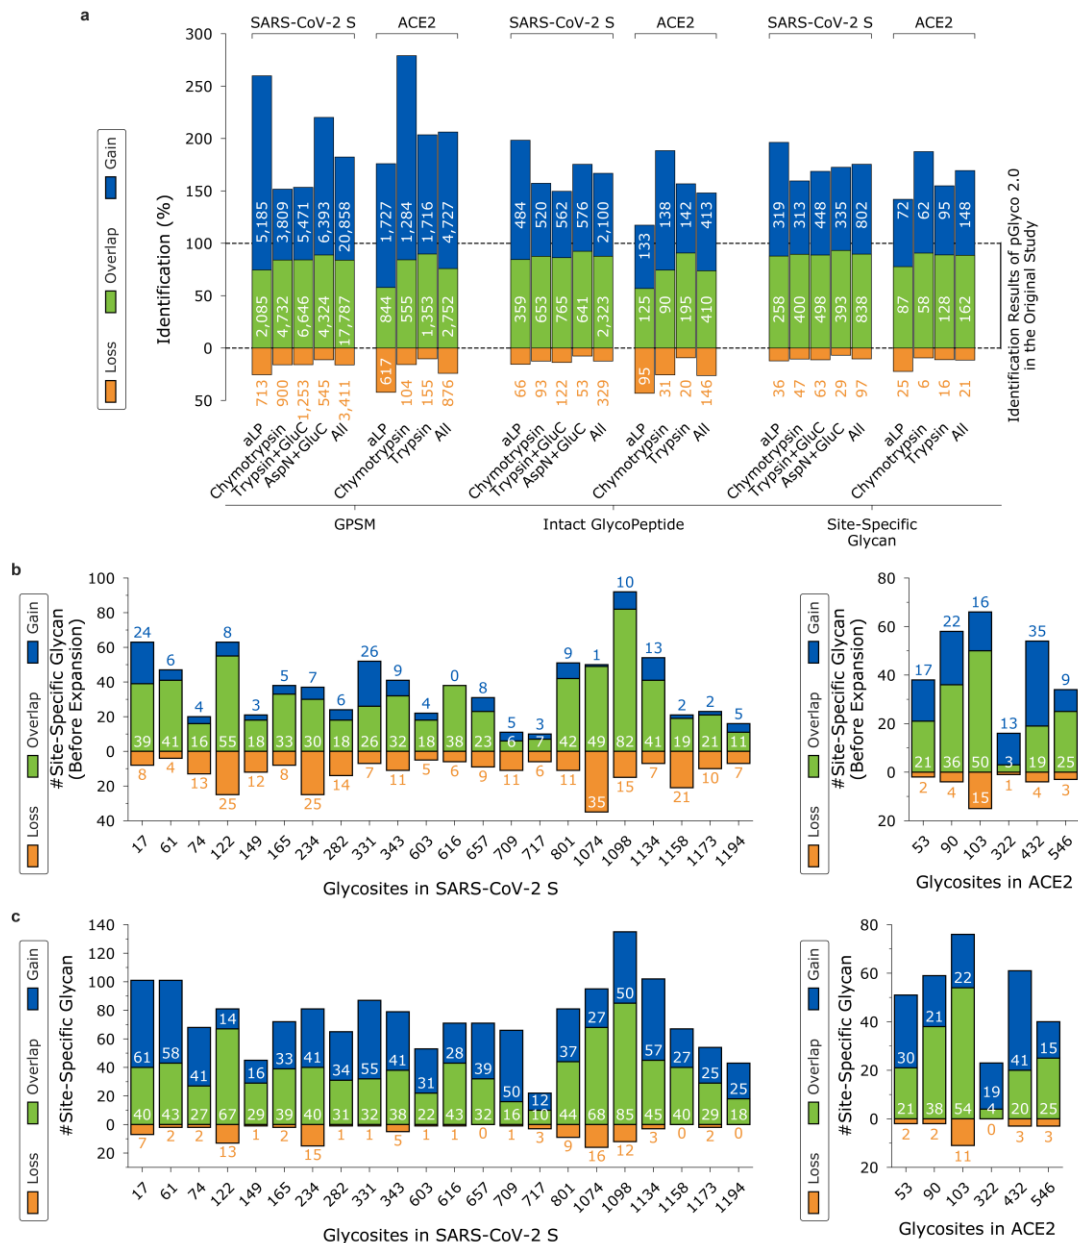 a
SARS-CoV-2 S ACE2 SARS-CoV-2 S ACE2 SARS-CoV-2 S ACE2
Loss Overlap Gain
Identification (%)
300
250
200
150
100
50
0
50
5,185 3,809 5,471 6,393 20,858 1,727 1,284 1,716 4,727 484 520 562 576 2,100 133 138 142 413 319 313 448 335 802 72 62 95 148
2,085 4,732 6,646 4,324 17,787 844 555 1,353 2,752 359 653 765 641 2,323 125 90 195 410 258 400 498 393 838 87 58 128 162
713 900 1,253 545 3,411 617 104 155 876 66 93 122 53 329 95 31 20 146 36 47 63 29 97 25 6 16 21
Identification Results of pGlyco 2.0
in the Original Study
aLP Chymotrypsin Trypsin+GluC AspN+GluC All aLP Chymotrypsin Trypsin All aLP Chymotrypsin Trypsin+GluC AspN+GluC All aLP Chymotrypsin Trypsin All aLP Chymotrypsin Trypsin+GluC AspN+GluC All aLP Chymotrypsin Trypsin All
GPSM Intact GlycoPeptide Site-Specific
Glycan
b
Loss Overlap Gain
#Site-Specific Glycan
(Before Expansion)
100
80
60
40
20
0
20
40
24 6 4 8 3 5 7 6 26 9 4 0 8 5 3 9 1 10 13 2 2 5
39 41 16 55 18 33 30 18 26 32 18 38 23 6 7 42 49 82 41 19 21 11
8 4 13 25 12 8 25 14 7 11 5 6 9 11 6 11 35 15 7 21 10 7
17 61 74 122 149 165 234 282 331 343 603 616 657 709 717 801 1074 1098 1134 1158 1173 1194
Glycosites in SARS-CoV-2 S
Loss Overlap Gain
#Site-Specific Glycan
(Before Expansion)
80
60
40
20
0
20
17 22 16 13 35 9
21 36 50 3 19 25
2 4 15 1 4 3
53 90 103 322 432 546
Glycosites in ACE2
c
Loss Overlap Gain
#Site-Specific Glycan
140
120
100
80
60
40
20
0
20
61 58 41 14 16 33 41 34 55 41 31 28 39 50 12 37 27 50 57 27 25 25
40 43 27 67 29 39 40 31 32 38 22 43 32 16 10 44 68 85 45 40 29 18
7 2 2 13 1 2 15 1 1 5 1 1 0 1 3 9 16 12 3 0 2 0
17 61 74 122 149 165 234 282 331 343 603 616 657 709 717 801 1074 1098 1134 1158 1173 1194
Glycosites in SARS-CoV-2 S
Loss Overlap Gain
#Site-Specific Glycan
80
60
40
20
0
20
30 21 22 19 41 15
21 38 54 4 20 25
2 2 11 0 3 3
53 90 103 322 432 546
Glycosites in ACE2